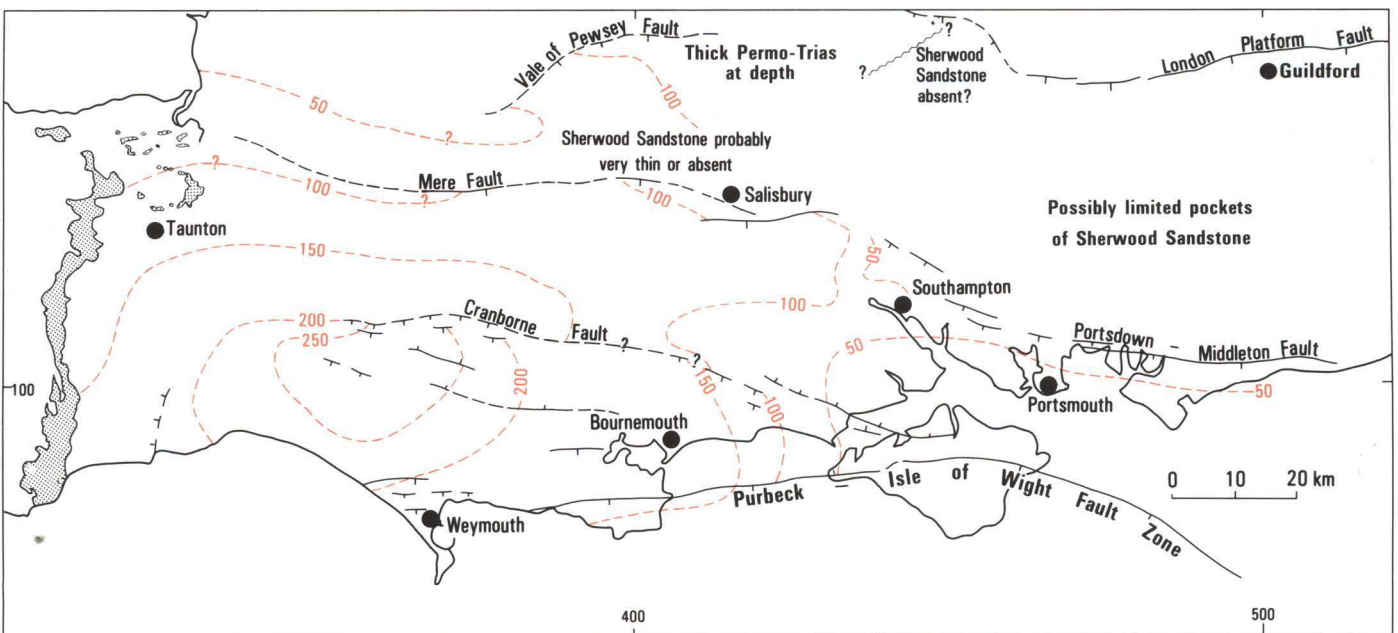 Vale of Pewsey Fault
Thick Permo-Trias
at depth
?
?
Sherwood
Sandstone
absent?
London Platform Fault
Guildford
50
?
100
Sherwood Sandstone probably
very thin or absent
?
100
?
Mere Fault
100
Salisbury
Taunton
Possibly limited pockets
of Sherwood Sandstone
150
50
Southampton
100
200
250
Cranborne Fault ?
?
50
Portsdown
Middleton Fault
200
150
100
50
100
Portsmouth
Bournemouth
0 10 20 km
Purbeck Isle of Wight Fault Zone
Weymouth
400
500